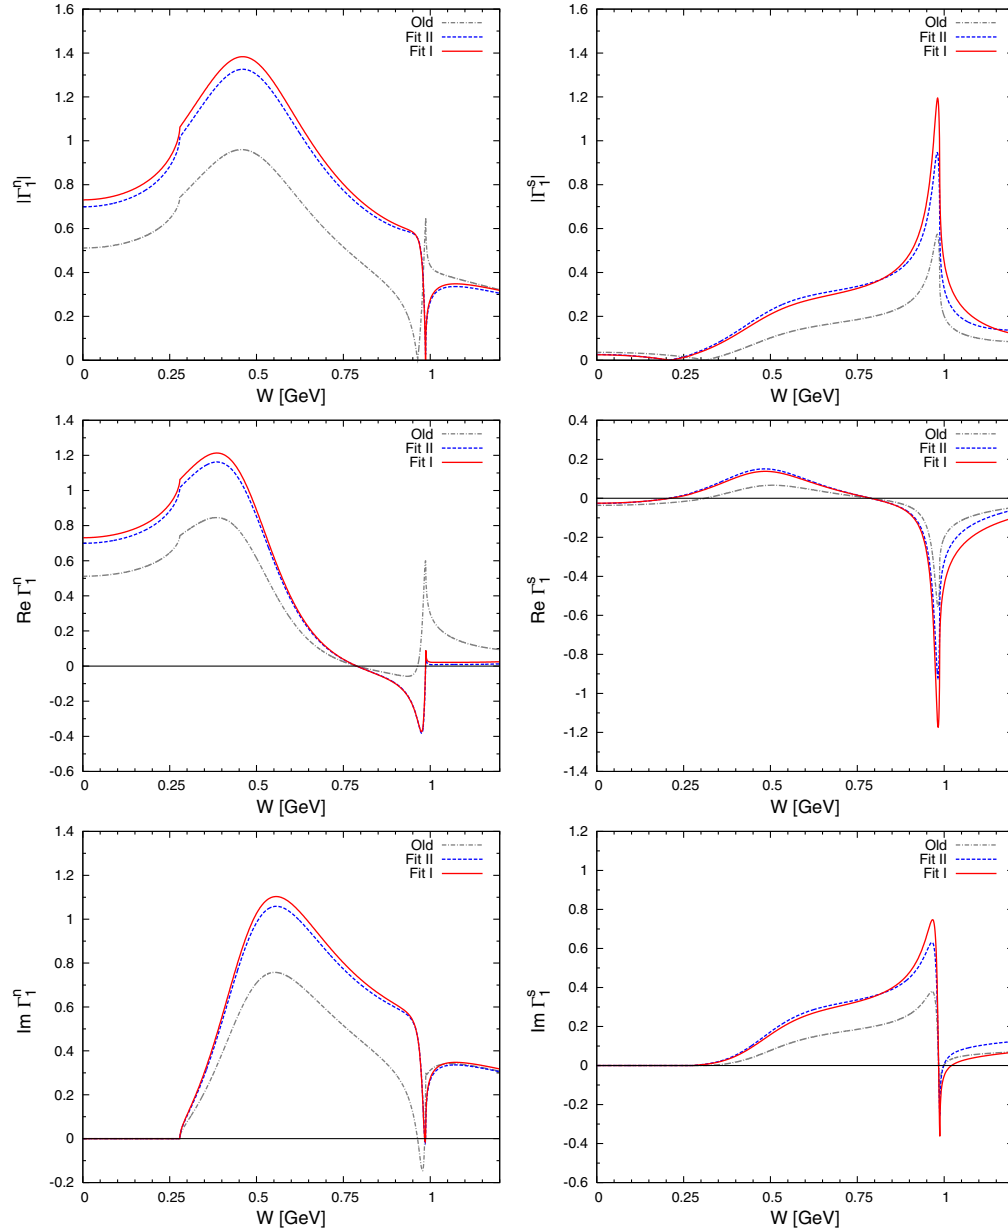 1.6
1.4
1.2
1
0.8
0.6
0.4
0.2
0
0 0.25 0.5 0.75 1
W [GeV]
|Γ₁ⁿ|
Old
Fit II
Fit I
1.6
1.4
1.2
1
0.8
0.6
0.4
0.2
0
0 0.25 0.5 0.75 1
W [GeV]
|Γ₁ˢ|
Old
Fit II
Fit I
1.4
1.2
1
0.8
0.6
0.4
0.2
0
-0.2
-0.4
-0.6
0 0.25 0.5 0.75 1
W [GeV]
Re Γ₁ⁿ
Old
Fit II
Fit I
0.4
0.2
0
-0.2
-0.4
-0.6
-0.8
-1
-1.2
-1.4
0 0.25 0.5 0.75 1
W [GeV]
Re Γ₁ˢ
Old
Fit II
Fit I
1.4
1.2
1
0.8
0.6
0.4
0.2
0
-0.2
0 0.25 0.5 0.75 1
W [GeV]
Im Γ₁ⁿ
Old
Fit II
Fit I
1.2
1
0.8
0.6
0.4
0.2
0
-0.2
-0.4
-0.6
0 0.25 0.5 0.75 1
W [GeV]
Im Γ₁ˢ
Old
Fit II
Fit I